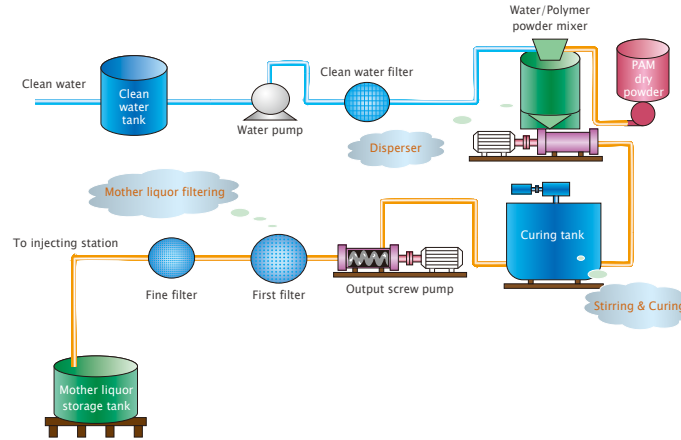 Water/Polymer
powder mixer
Clean water
Clean
water
tank
Water pump
Clean water filter
PAM
dry
powder
Disperser
Mother liquor filtering
To injecting station
Fine filter
First filter
Output screw pump
Curing tank
Stirring & Curing
Mother liquor
storage tank